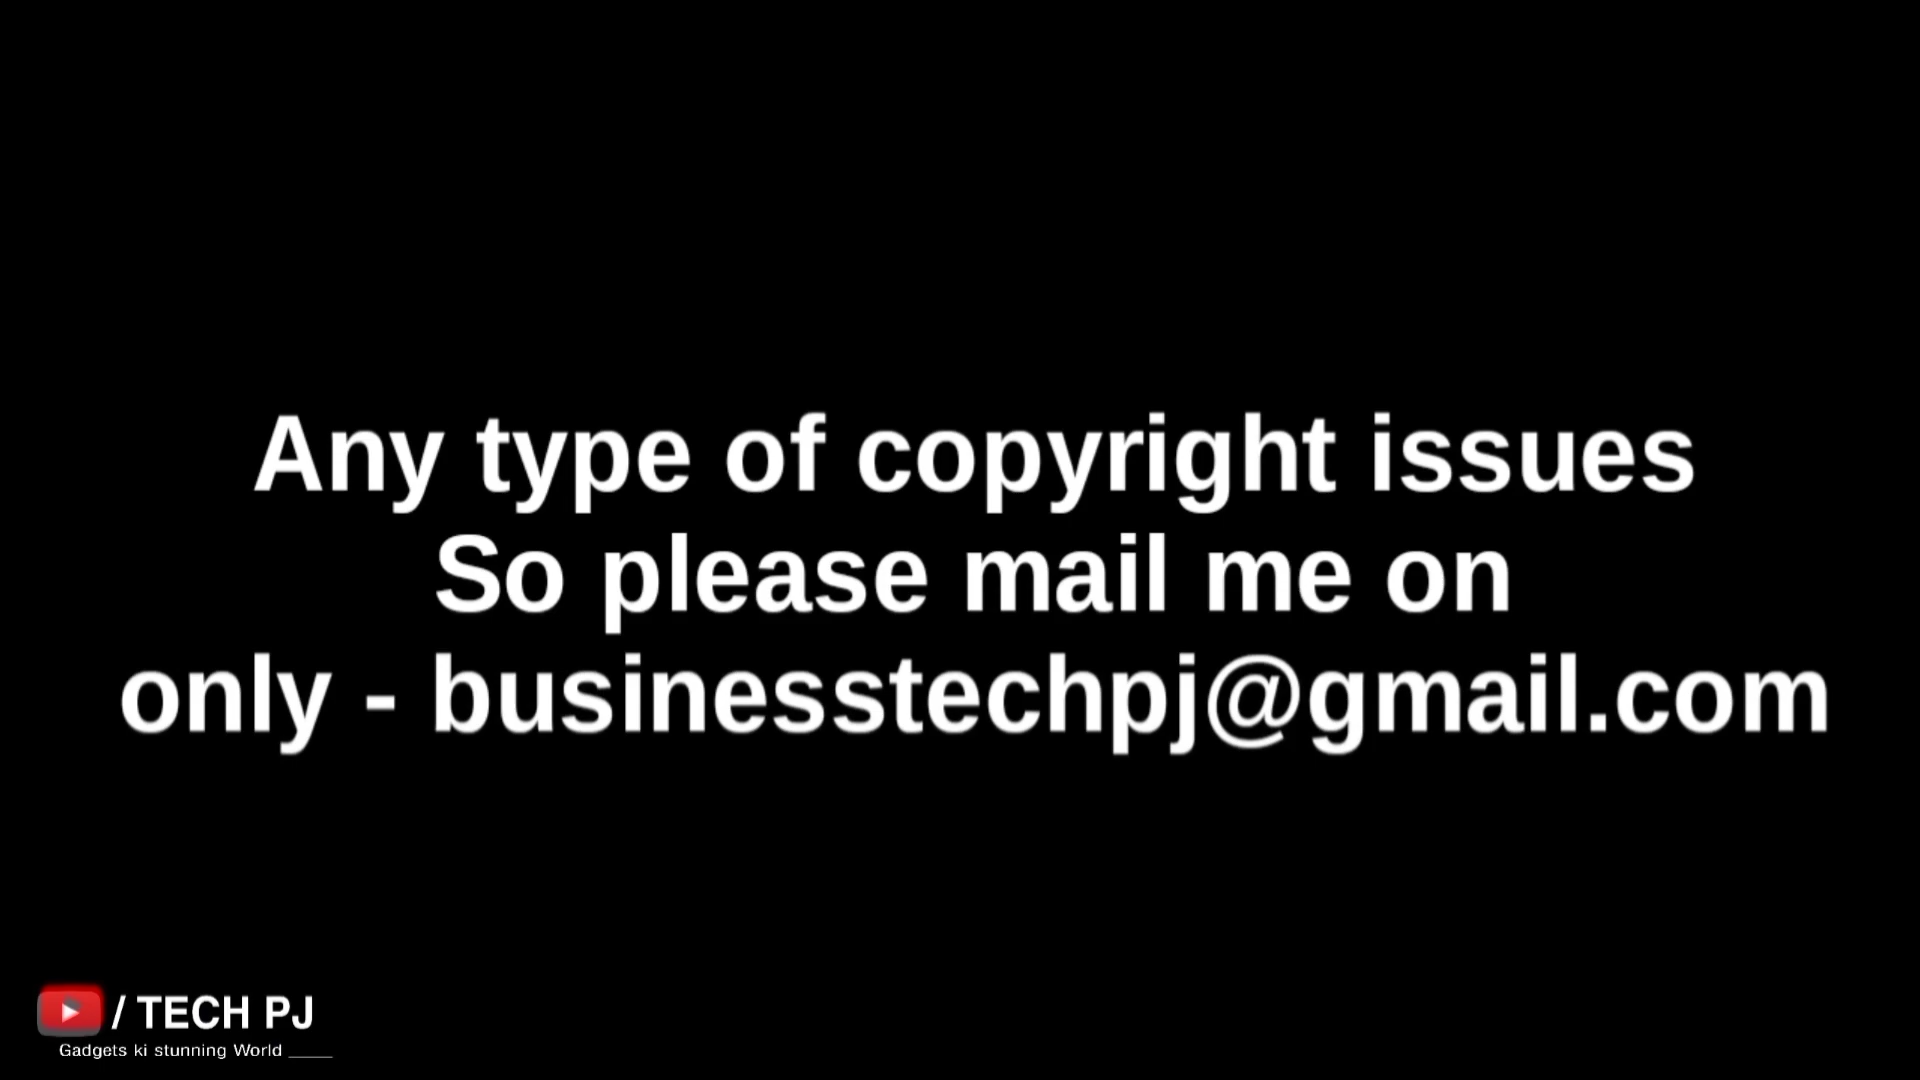 Any type of copyright issues
So please mail me on
only - businesstechpj@gmail.com
/ TECH PJ
Gadgets ki stunning World ____